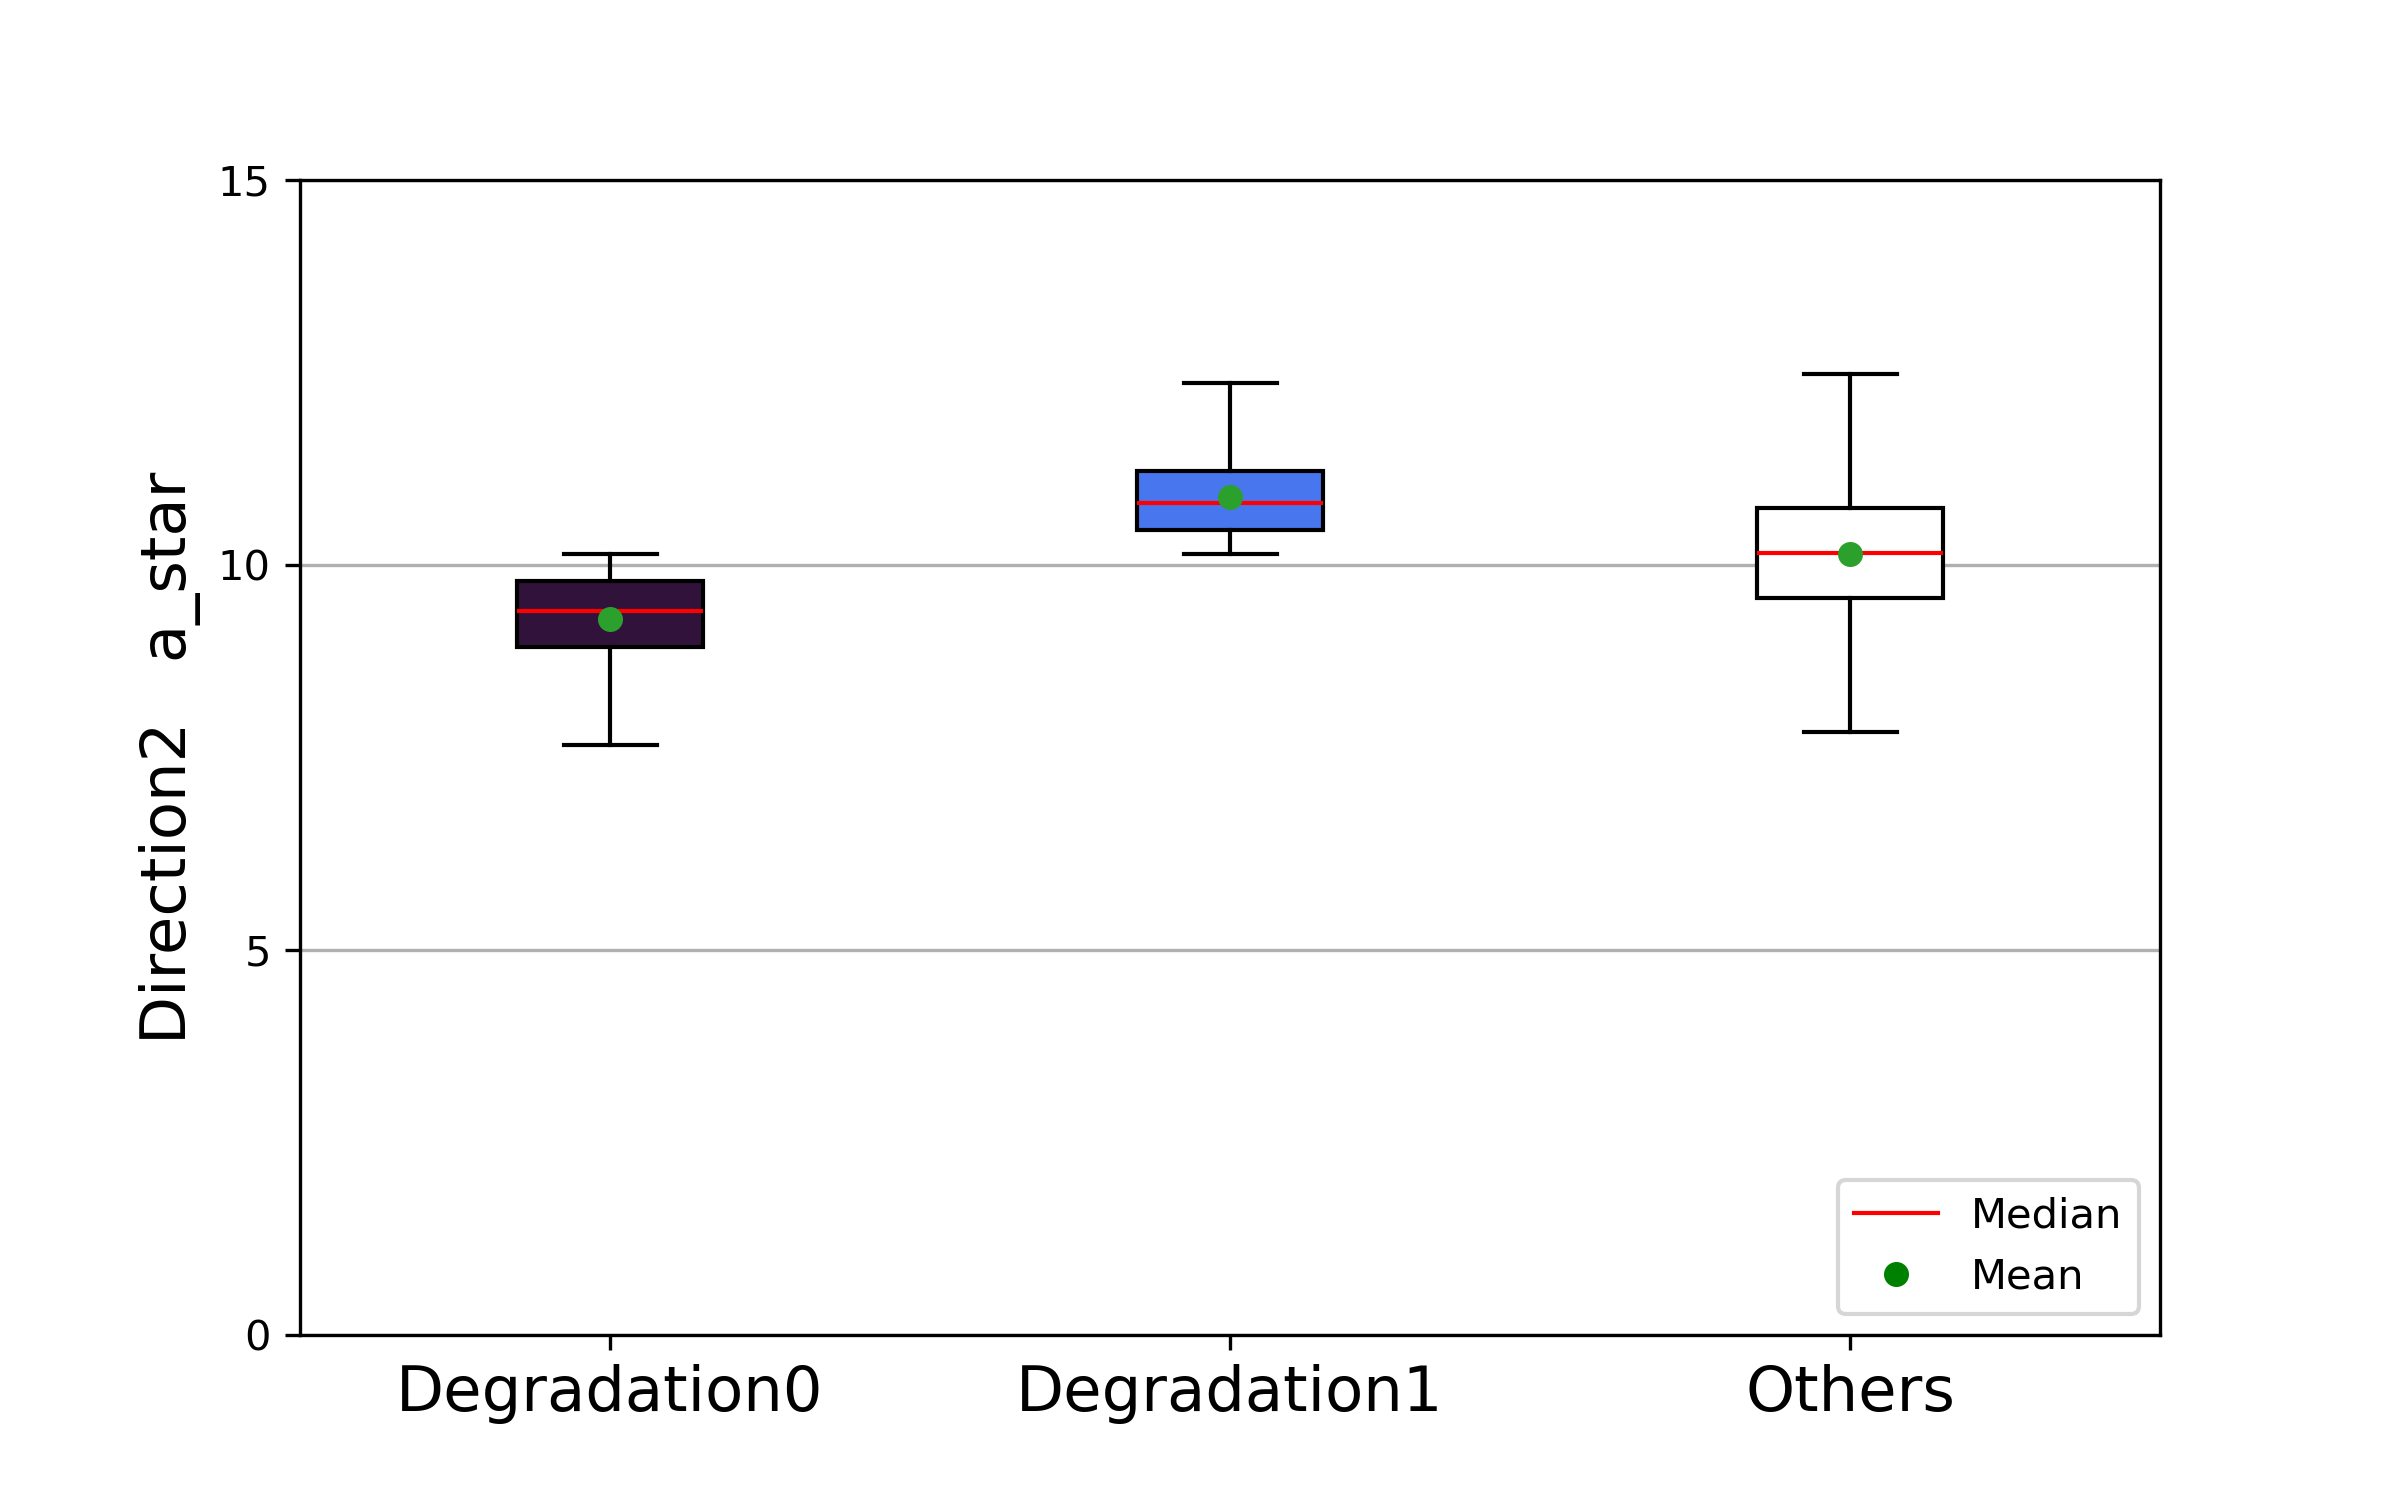 15
10
5
0
Direction2  a_star
Degradation0
Degradation1
Others
Median
Mean